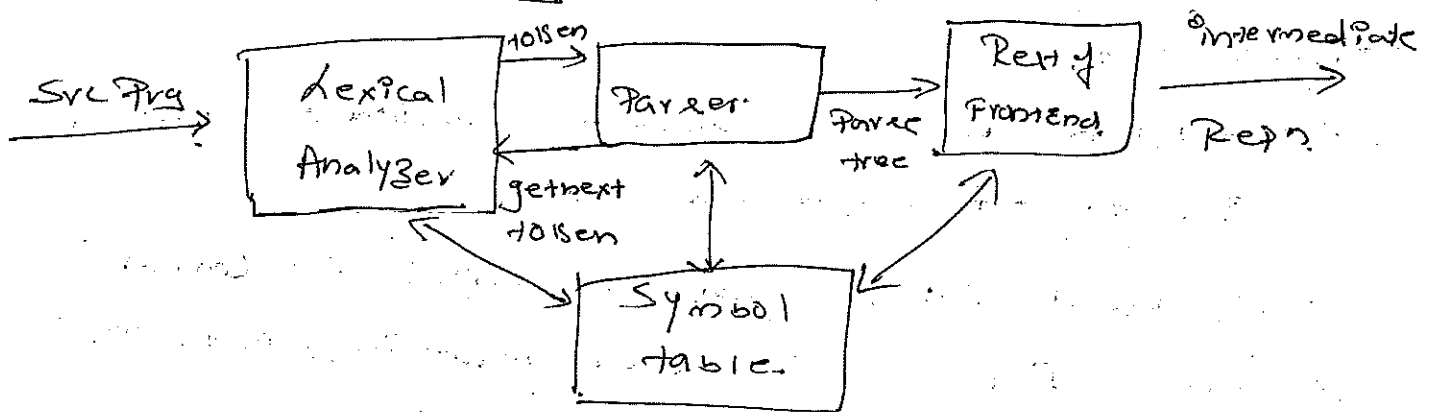 Src Prg
Lexical
Analyzer
token
getnext
token
Parser.
Parse
tree
Rest of
Frontend.
intermediate
Repn.
Symbol
table.